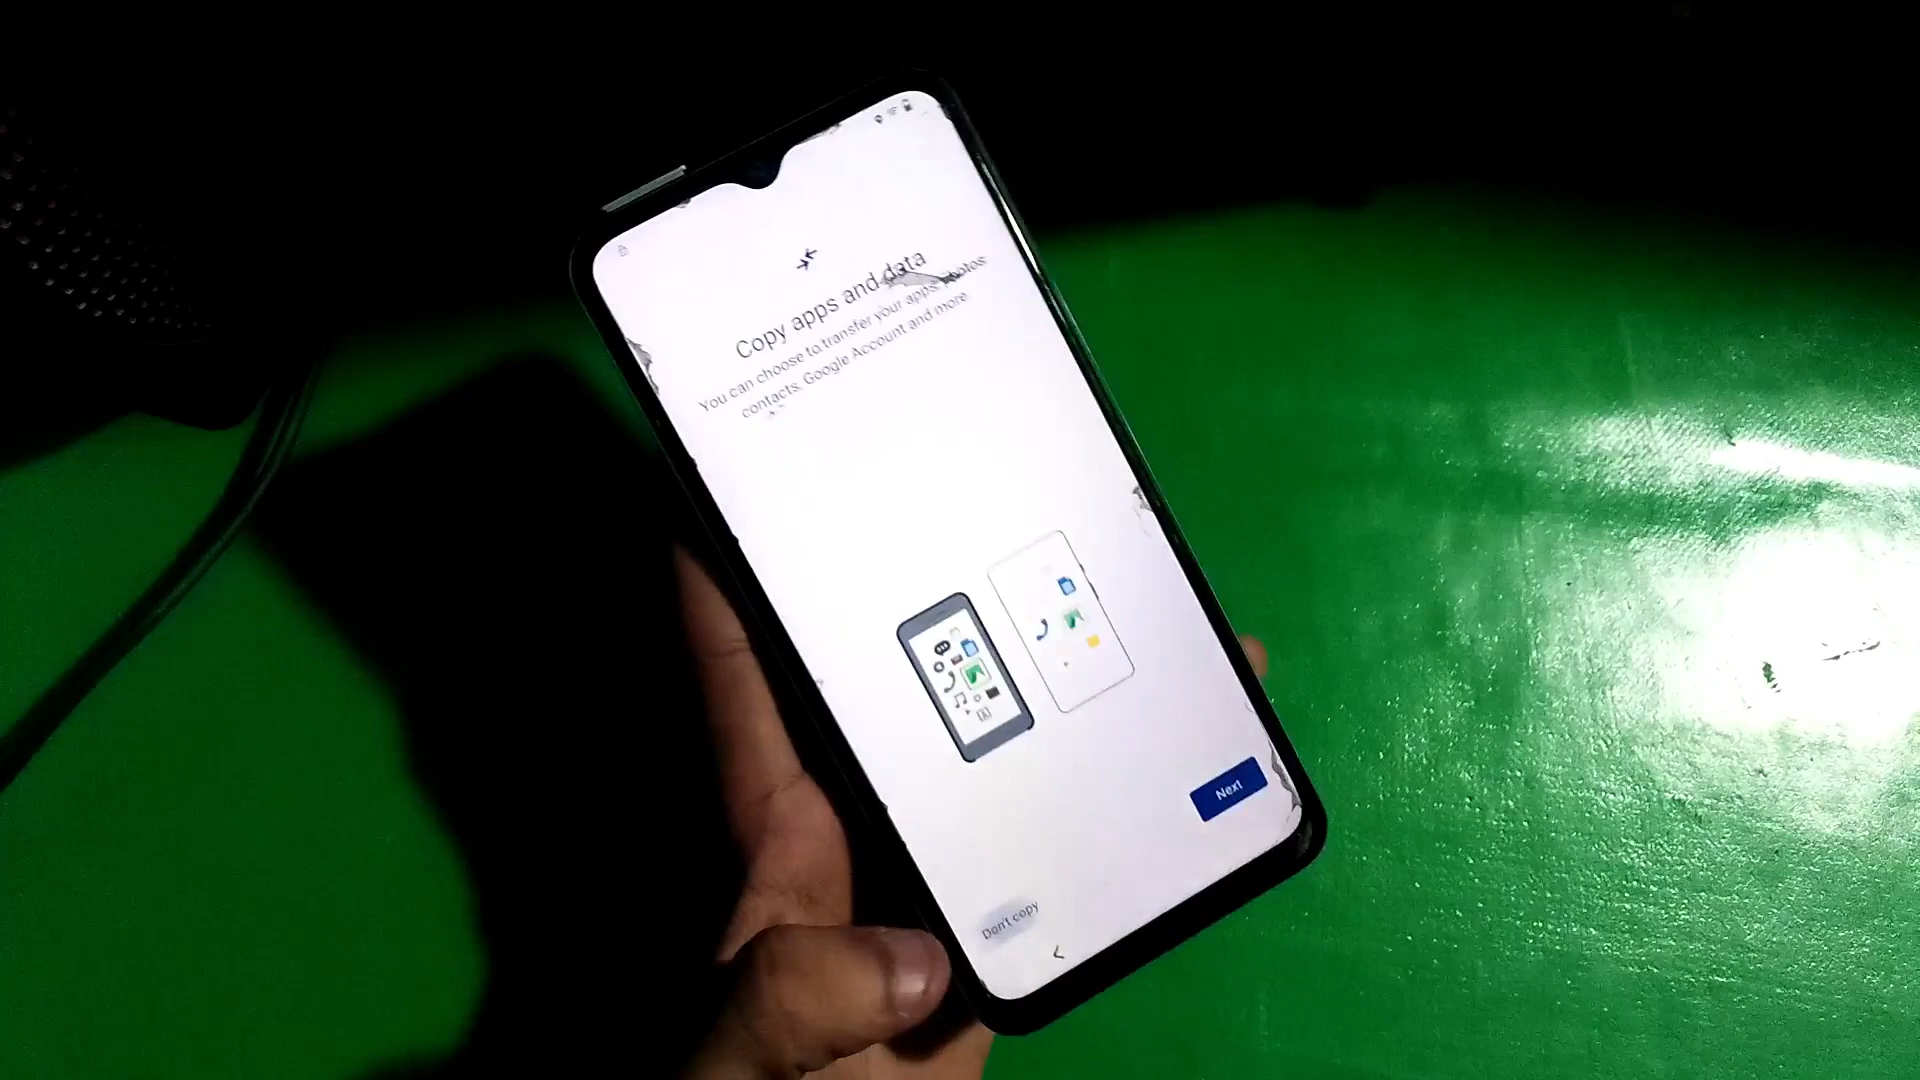 Copy apps and data
You can choose to transfer your apps, photos
contacts, Google Account and more.
Next
Don't copy